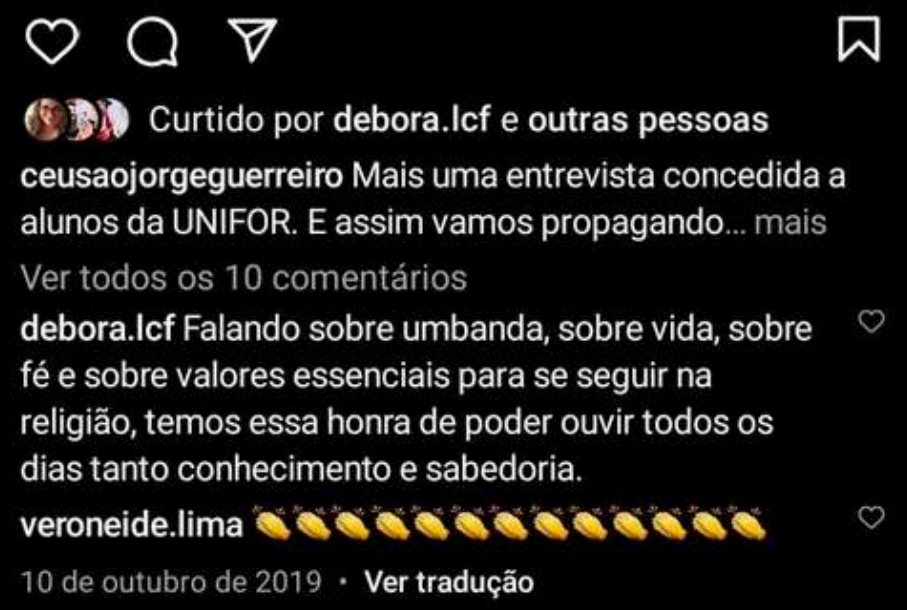 Curtido por debora.lcf e outras pessoas
ceusaojorgeguerreiro Mais uma entrevista concedida a
alunos da UNIFOR. E assim vamos propagando... mais
Ver todos os 10 comentários
debora.lcf Falando sobre umbanda, sobre vida, sobre
fé e sobre valores essenciais para se seguir na
religião, temos essa honra de poder ouvir todos os
dias tanto conhecimento e sabedoria.
veroneide.lima 👏👏👏👏👏👏👏👏👏👏👏👏👏
10 de outubro de 2019 • Ver tradução